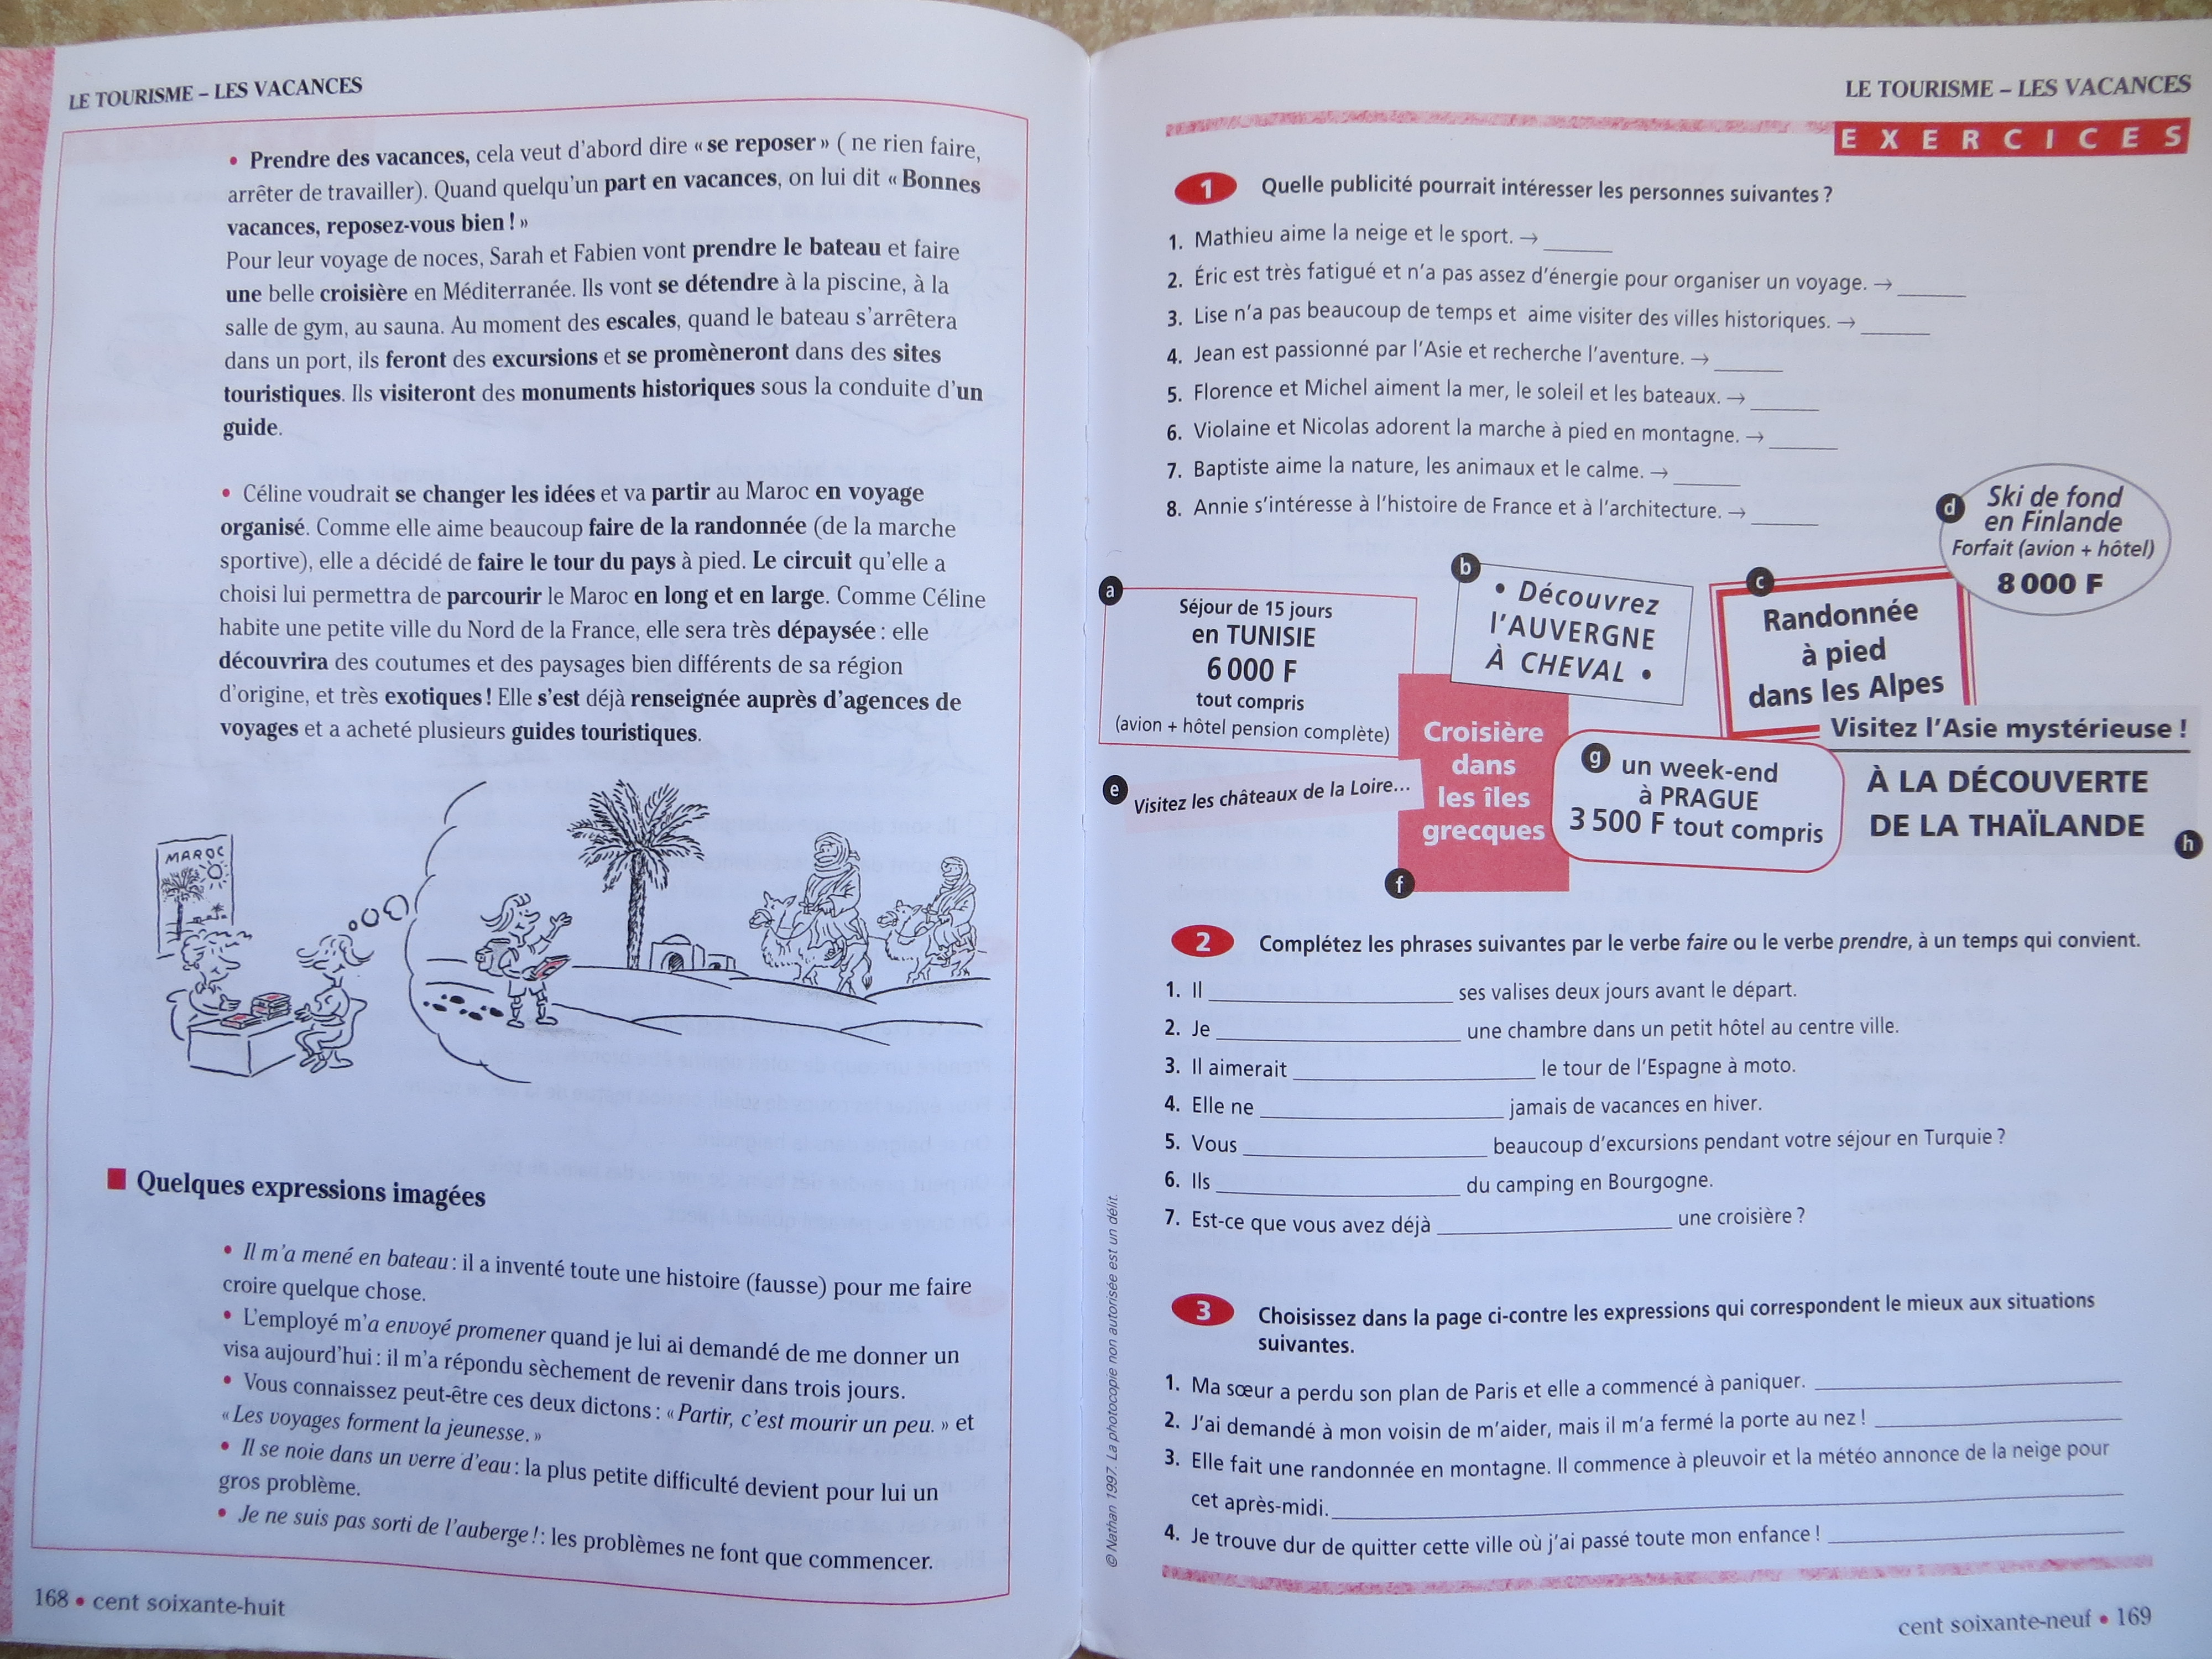 LE TOURISME – LES VACANCES
• Prendre des vacances, cela veut d'abord dire « se reposer » ( ne rien faire,
arrêter de travailler). Quand quelqu'un part en vacances, on lui dit « Bonnes
vacances, reposez-vous bien ! »
Pour leur voyage de noces, Sarah et Fabien vont prendre le bateau et faire
une belle croisière en Méditerranée. Ils vont se détendre à la piscine, à la
salle de gym, au sauna. Au moment des escales, quand le bateau s'arrêtera
dans un port, ils feront des excursions et se promèneront dans des sites
touristiques. Ils visiteront des monuments historiques sous la conduite d'un
guide.
• Céline voudrait se changer les idées et va partir au Maroc en voyage
organisé. Comme elle aime beaucoup faire de la randonnée (de la marche
sportive), elle a décidé de faire le tour du pays à pied. Le circuit qu'elle a
choisi lui permettra de parcourir le Maroc en long et en large. Comme Céline
habite une petite ville du Nord de la France, elle sera très dépaysée : elle
découvrira des coutumes et des paysages bien différents de sa région
d'origine, et très exotiques ! Elle s'est déjà renseignée auprès d'agences de
voyages et a acheté plusieurs guides touristiques.
MAROC
■ Quelques expressions imagées
• Il m'a mené en bateau : il a inventé toute une histoire (fausse) pour me faire
croire quelque chose.
• L'employé m'a envoyé promener quand je lui ai demandé de me donner un
visa aujourd'hui : il m'a répondu sèchement de revenir dans trois jours.
• Vous connaissez peut-être ces deux dictons : « Partir, c'est mourir un peu. » et
« Les voyages forment la jeunesse. »
• Il se noie dans un verre d'eau : la plus petite difficulté devient pour lui un
gros problème.
• Je ne suis pas sorti de l'auberge ! : les problèmes ne font que commencer.
168 • cent soixante-huit
LE TOURISME – LES VACANCES
EXERCICES
1 Quelle publicité pourrait intéresser les personnes suivantes ?
1. Mathieu aime la neige et le sport. → ______
2. Éric est très fatigué et n'a pas assez d'énergie pour organiser un voyage. → ______
3. Lise n'a pas beaucoup de temps et aime visiter des villes historiques. → ______
4. Jean est passionné par l'Asie et recherche l'aventure. → ______
5. Florence et Michel aiment la mer, le soleil et les bateaux. → ______
6. Violaine et Nicolas adorent la marche à pied en montagne. → ______
7. Baptiste aime la nature, les animaux et le calme. → ______
8. Annie s'intéresse à l'histoire de France et à l'architecture. → ______
a
Séjour de 15 jours
en TUNISIE
6 000 F
tout compris
(avion + hôtel pension complète)
b
• Découvrez
l'AUVERGNE
À CHEVAL •
c
Randonnée
à pied
dans les Alpes
d
Ski de fond
en Finlande
Forfait (avion + hôtel)
8 000 F
e
Visitez les châteaux de la Loire...
f
Croisière
dans
les îles
grecques
g
un week-end
à PRAGUE
3 500 F tout compris
Visitez l'Asie mystérieuse !
À LA DÉCOUVERTE
DE LA THAÏLANDE
h
2 Complétez les phrases suivantes par le verbe faire ou le verbe prendre, à un temps qui convient.
1. Il ______ ses valises deux jours avant le départ.
2. Je ______ une chambre dans un petit hôtel au centre ville.
3. Il aimerait ______ le tour de l'Espagne à moto.
4. Elle ne ______ jamais de vacances en hiver.
5. Vous ______ beaucoup d'excursions pendant votre séjour en Turquie ?
6. Ils ______ du camping en Bourgogne.
7. Est-ce que vous avez déjà ______ une croisière ?
3 Choisissez dans la page ci-contre les expressions qui correspondent le mieux aux situations
suivantes.
1. Ma sœur a perdu son plan de Paris et elle a commencé à paniquer. ______
2. J'ai demandé à mon voisin de m'aider, mais il m'a fermé la porte au nez ! ______
3. Elle fait une randonnée en montagne. Il commence à pleuvoir et la météo annonce de la neige pour
cet après-midi. ______
4. Je trouve dur de quitter cette ville où j'ai passé toute mon enfance ! ______
© Nathan 1997. La photocopie non autorisée est un délit.
cent soixante-neuf • 169